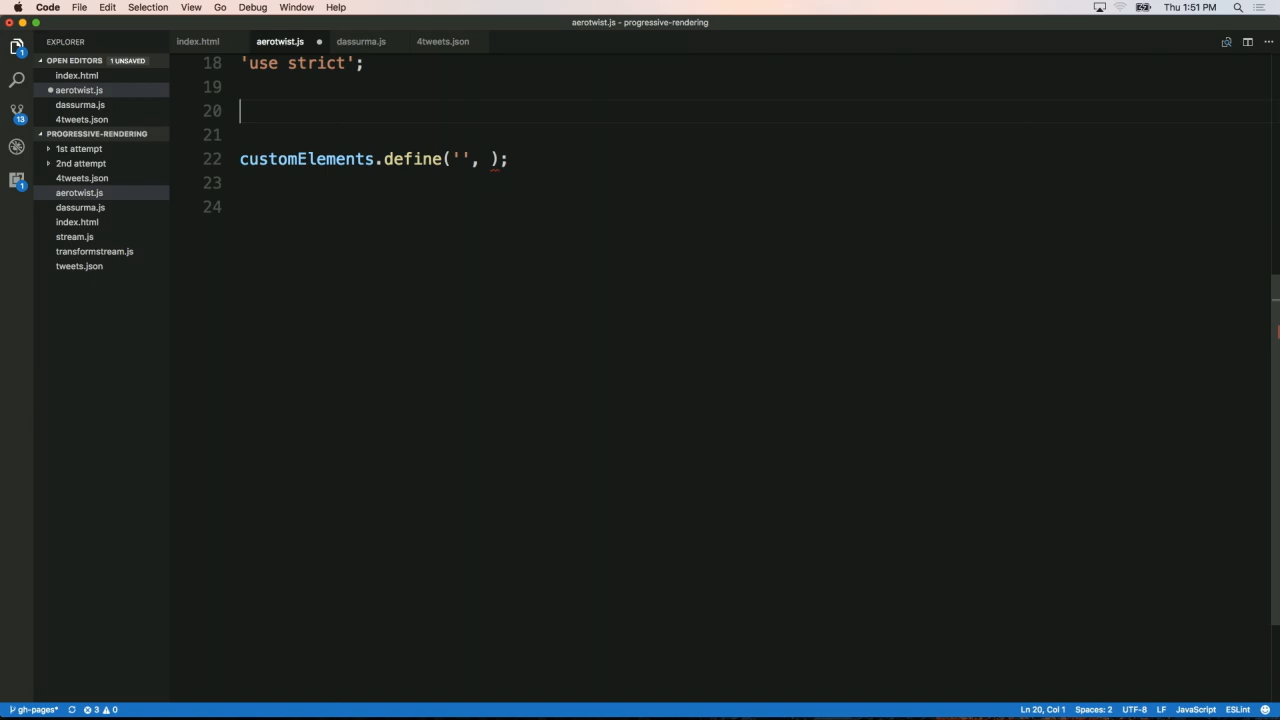 Code File Edit Selection View Go Debug Window Help Thu 1:51 PM
aerotwist.js - progressive-rendering
EXPLORER index.html aerotwist.js dassurma.js 4tweets.json
OPEN EDITORS 1 UNSAVED
index.html
aerotwist.js
dassurma.js
4tweets.json
PROGRESSIVE-RENDERING
1st attempt
2nd attempt
4tweets.json
aerotwist.js
dassurma.js
index.html
stream.js
transformstream.js
tweets.json
1
13
1
18 'use strict';
19
20
21
22 customElements.define('', );
23
24
gh-pages* 3 0 Ln 20, Col 1 Spaces: 2 UTF-8 LF JavaScript ESLint